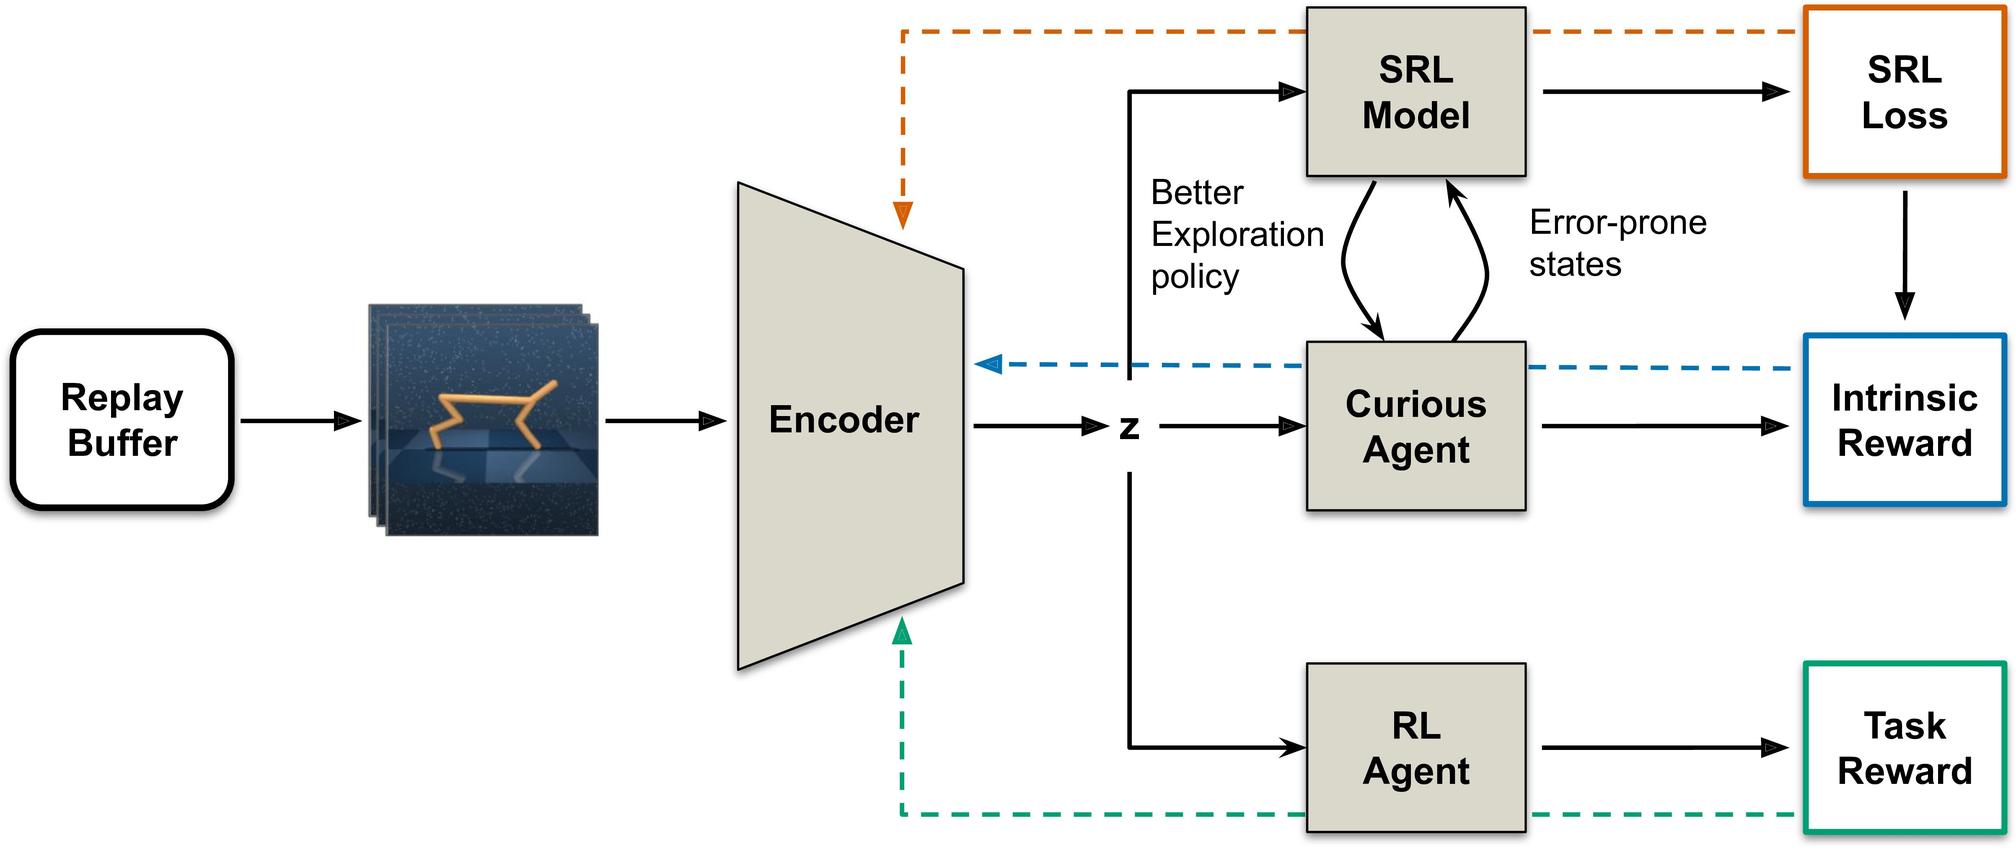 Replay
Buffer
Encoder
z
SRL
Model
SRL
Loss
Better
Exploration
policy
Error-prone
states
Curious
Agent
Intrinsic
Reward
RL
Agent
Task
Reward